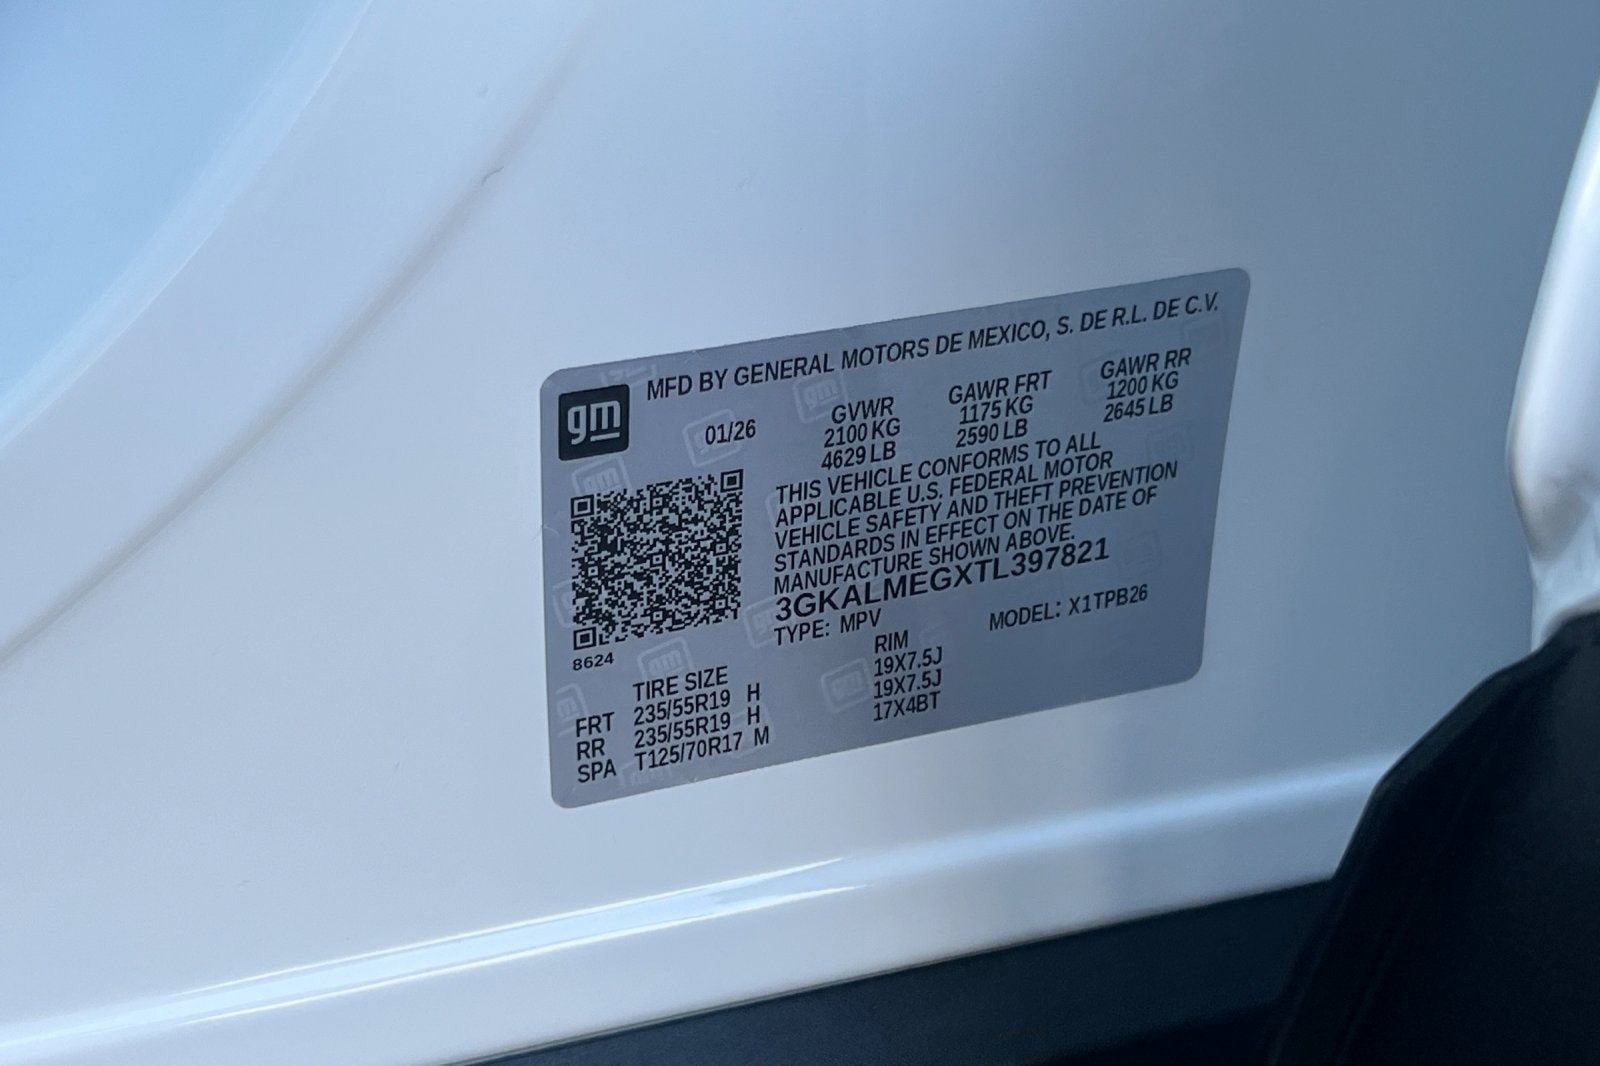 MFD BY GENERAL MOTORS DE MEXICO, S. DE R.L. DE C.V.
gm
01/26
GVWR GAWR FRT GAWR RR
2100 KG 1175 KG 1200 KG
4629 LB 2590 LB 2645 LB
THIS VEHICLE CONFORMS TO ALL
APPLICABLE U.S. FEDERAL MOTOR
VEHICLE SAFETY AND THEFT PREVENTION
STANDARDS IN EFFECT ON THE DATE OF
MANUFACTURE SHOWN ABOVE.
3GKALMEGXTL397821
TYPE: MPV MODEL: X1TPB26
8624
TIRE SIZE RIM
FRT 235/55R19 H 19X7.5J
RR 235/55R19 H 19X7.5J
SPA T125/70R17 M 17X4BT